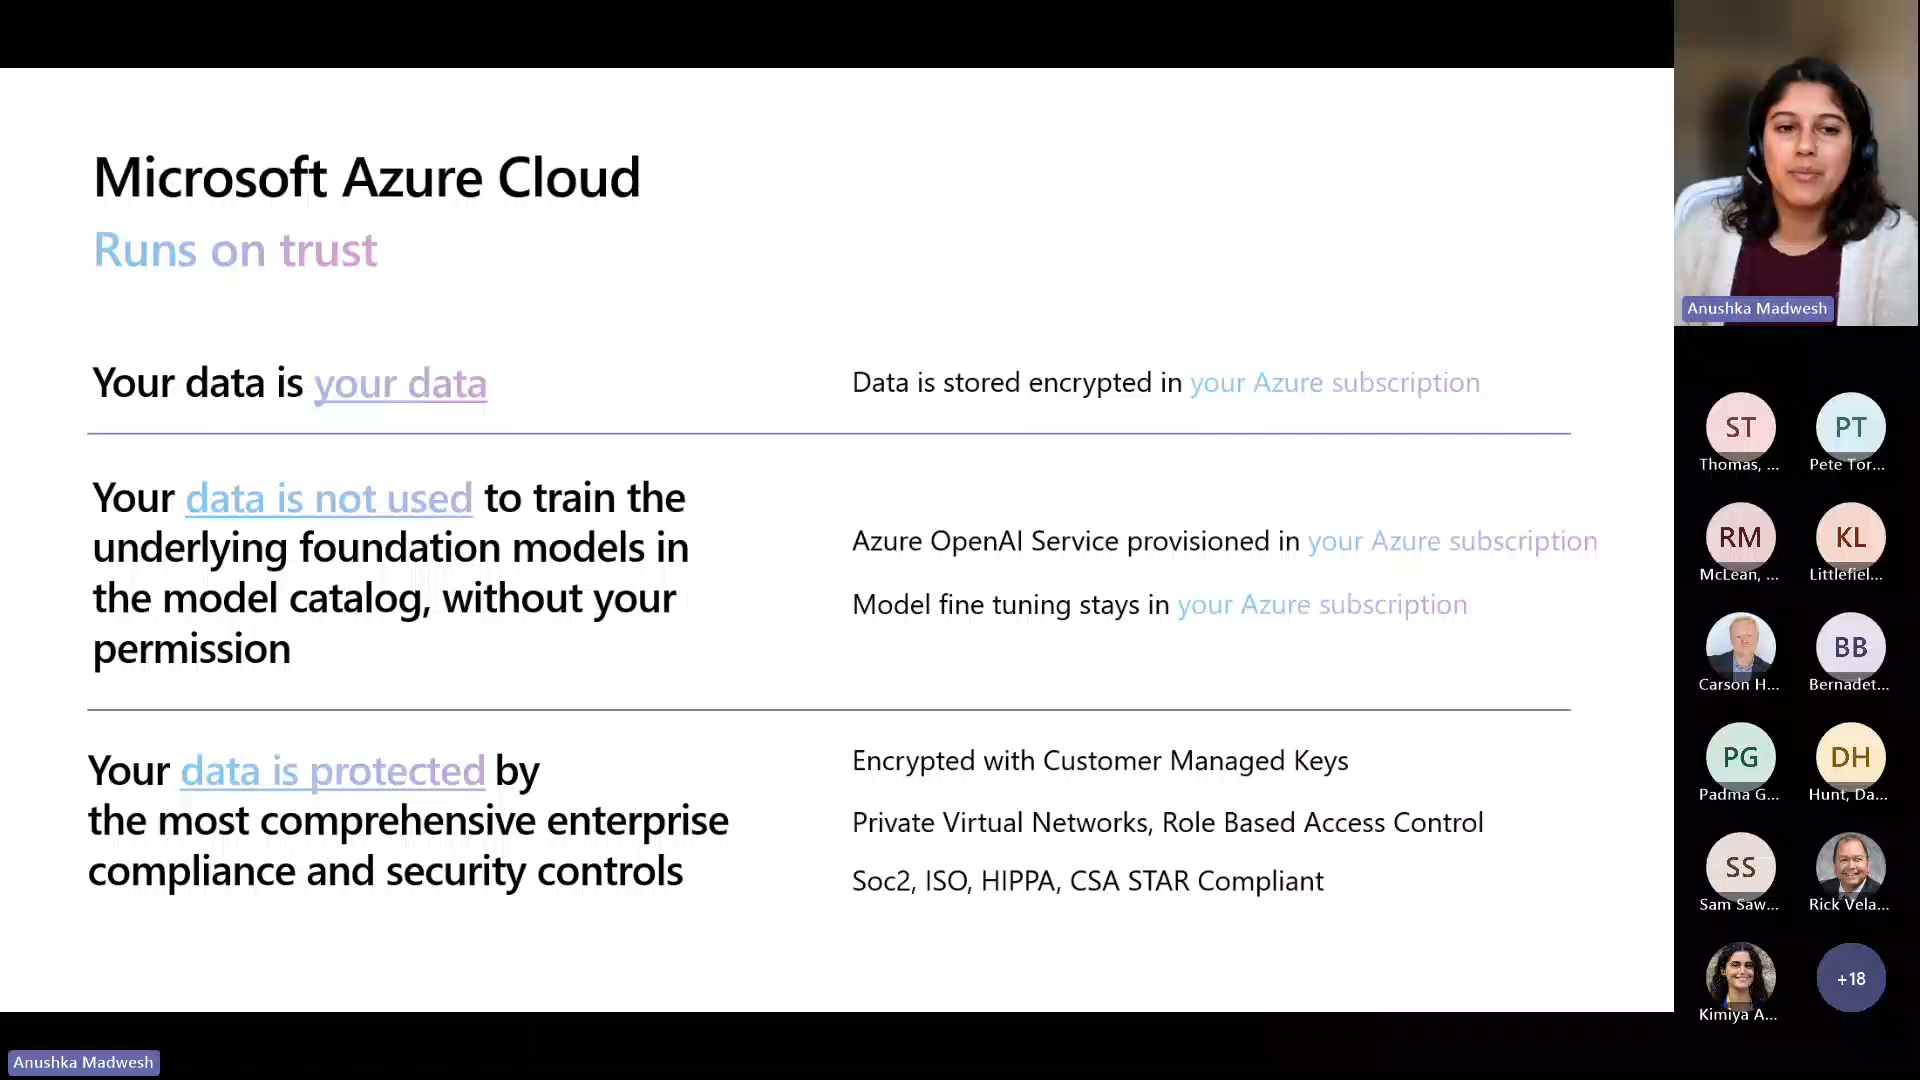 Microsoft Azure Cloud
Runs on trust
Your data is your data
Data is stored encrypted in your Azure subscription
Your data is not used to train the
underlying foundation models in
the model catalog, without your
permission
Azure OpenAI Service provisioned in your Azure subscription
Model fine tuning stays in your Azure subscription
Your data is protected by
the most comprehensive enterprise
compliance and security controls
Encrypted with Customer Managed Keys
Private Virtual Networks, Role Based Access Control
Soc2, ISO, HIPPA, CSA STAR Compliant
Anushka Madwesh
ST
Thomas, ...
PT
Pete Tor...
RM
McLean, ...
KL
Littlefiel...
Carson H...
BB
Bernadet...
PG
Padma G...
DH
Hunt, Da...
SS
Sam Saw...
Rick Vela...
Kimiya A...
+18
Anushka Madwesh